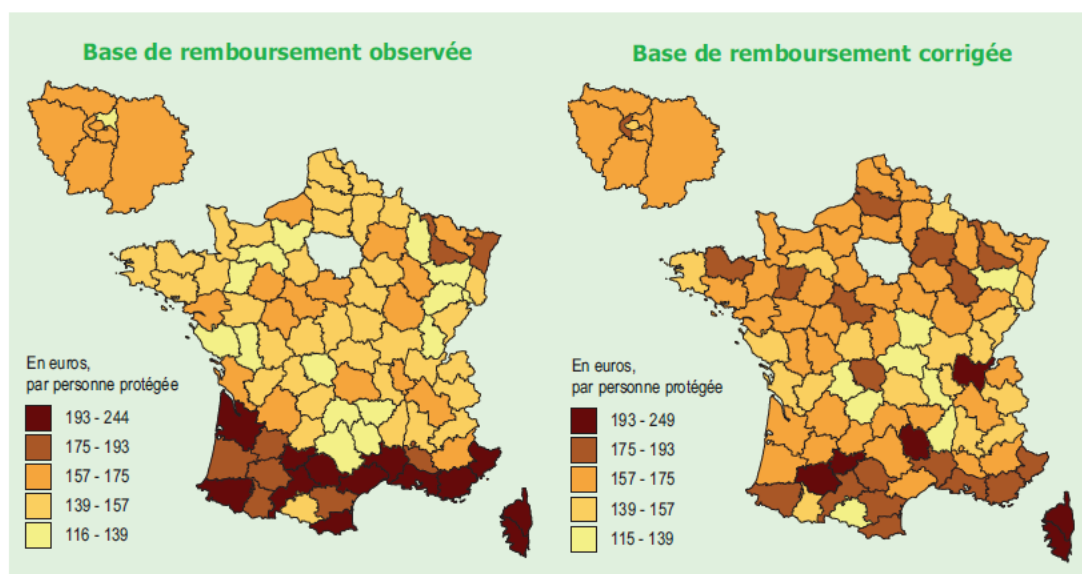 Base de remboursement observée
Base de remboursement corrigée
En euros,
par personne protégée
193 - 244
175 - 193
157 - 175
139 - 157
116 - 139
En euros,
par personne protégée
193 - 249
175 - 193
157 - 175
139 - 157
115 - 139